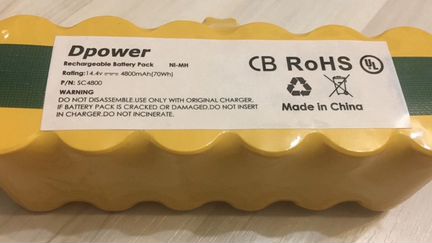 Dpower
Rechargeable Battery Pack NI-MH
Rating:14.4v 4800mAh(70Wh)
P/N: SC4800
WARNING
DO NOT DISASSEMBLE.USE ONLY WITH ORIGINAL CHARGER.
IF BATTERY PACK IS CRACKED OR DAMAGED.DO NOT INSERT
IN CHARGER.DO NOT INCINERATE.
CB RoHS UL
Made in China